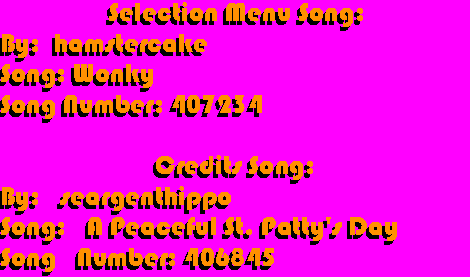 Selection Menu Song:
By: hamstercake
Song: Wonky
Song Number: 407234
Credits Song:
By: seargenthippo
Song: A Peaceful St. Patty's Day
Song Number: 406845